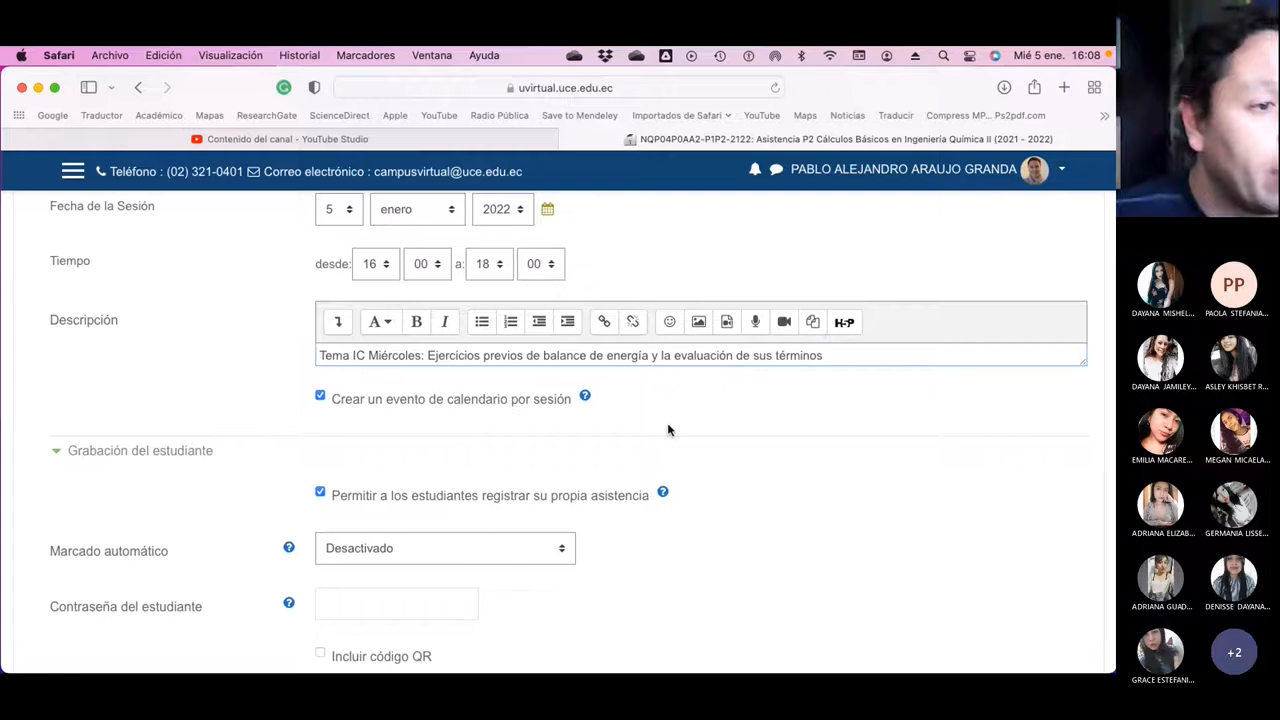 Safari Archivo Edición Visualización Historial Marcadores Ventana Ayuda Mié 5 ene. 16:08
uvirtual.uce.edu.ec
Google Traductor Académico Mapas ResearchGate ScienceDirect Apple YouTube Radio Pública Save to Mendeley Importados de Safari YouTube Maps Noticias Traducir Compress MP... Ps2pdf.com
Contenido del canal - YouTube Studio NQP04P0AA2-P1P2-2122: Asistencia P2 Cálculos Básicos en Ingeniería Química II (2021 - 2022)
Teléfono : (02) 321-0401 Correo electrónico : campusvirtual@uce.edu.ec PABLO ALEJANDRO ARAUJO GRANDA
Fecha de la Sesión 5 enero 2022
Tiempo desde: 16 00 a: 18 00
Descripción A B I H-P
Tema IC Miércoles: Ejercicios previos de balance de energía y la evaluación de sus términos
Crear un evento de calendario por sesión
Grabación del estudiante
Permitir a los estudiantes registrar su propia asistencia
Marcado automático Desactivado
Contraseña del estudiante
Incluir código QR
PP
DAYANA MISHEL... PAOLA STEFANIA...
DAYANA JAMILEY... ASLEY KHISBET R...
EMILIA MACARE... MEGAN MICAELA...
ADRIANA ELIZAB... GERMANIA LISSE...
ADRIANA GUAD... DENISSE DAYANA...
+2
GRACE ESTEFANI...